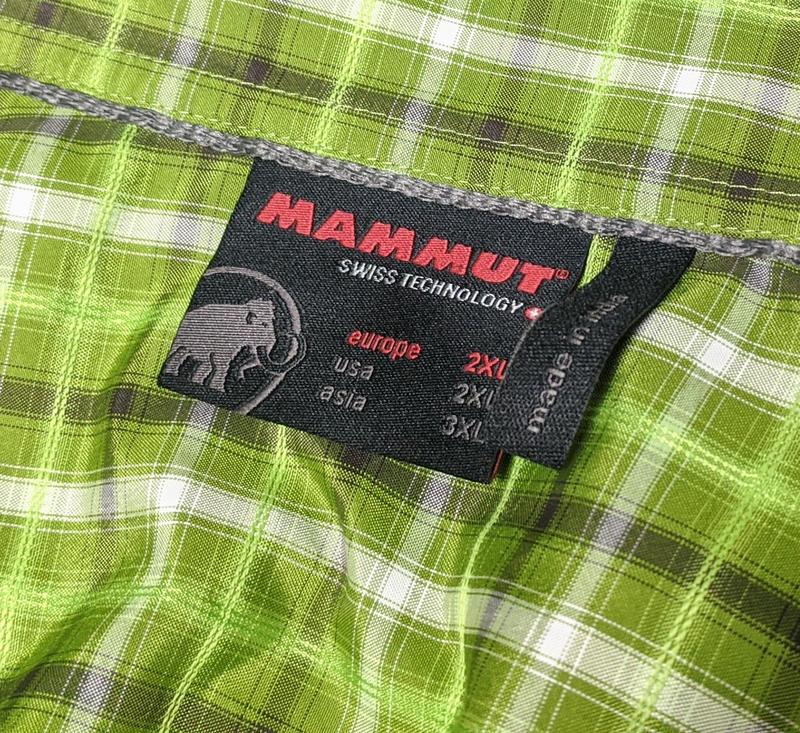 MAMMUT®
SWISS TECHNOLOGY
europe 2XL
usa 2XL
asia 3XL
made in India